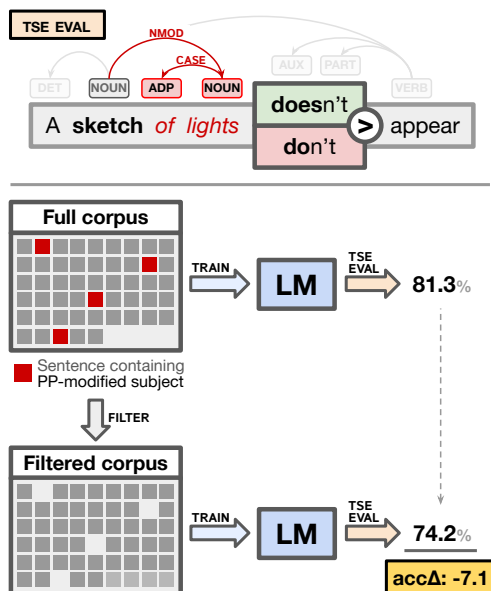 TSE EVAL
NMOD
CASE
DET NOUN ADP NOUN AUX PART VERB
A sketch of lights doesn't > appear
don't
Full corpus
TRAIN
LM
TSE
EVAL
81.3%
Sentence containing
PP-modified subject
FILTER
Filtered corpus
TRAIN
LM
TSE
EVAL
74.2%
accΔ: -7.1